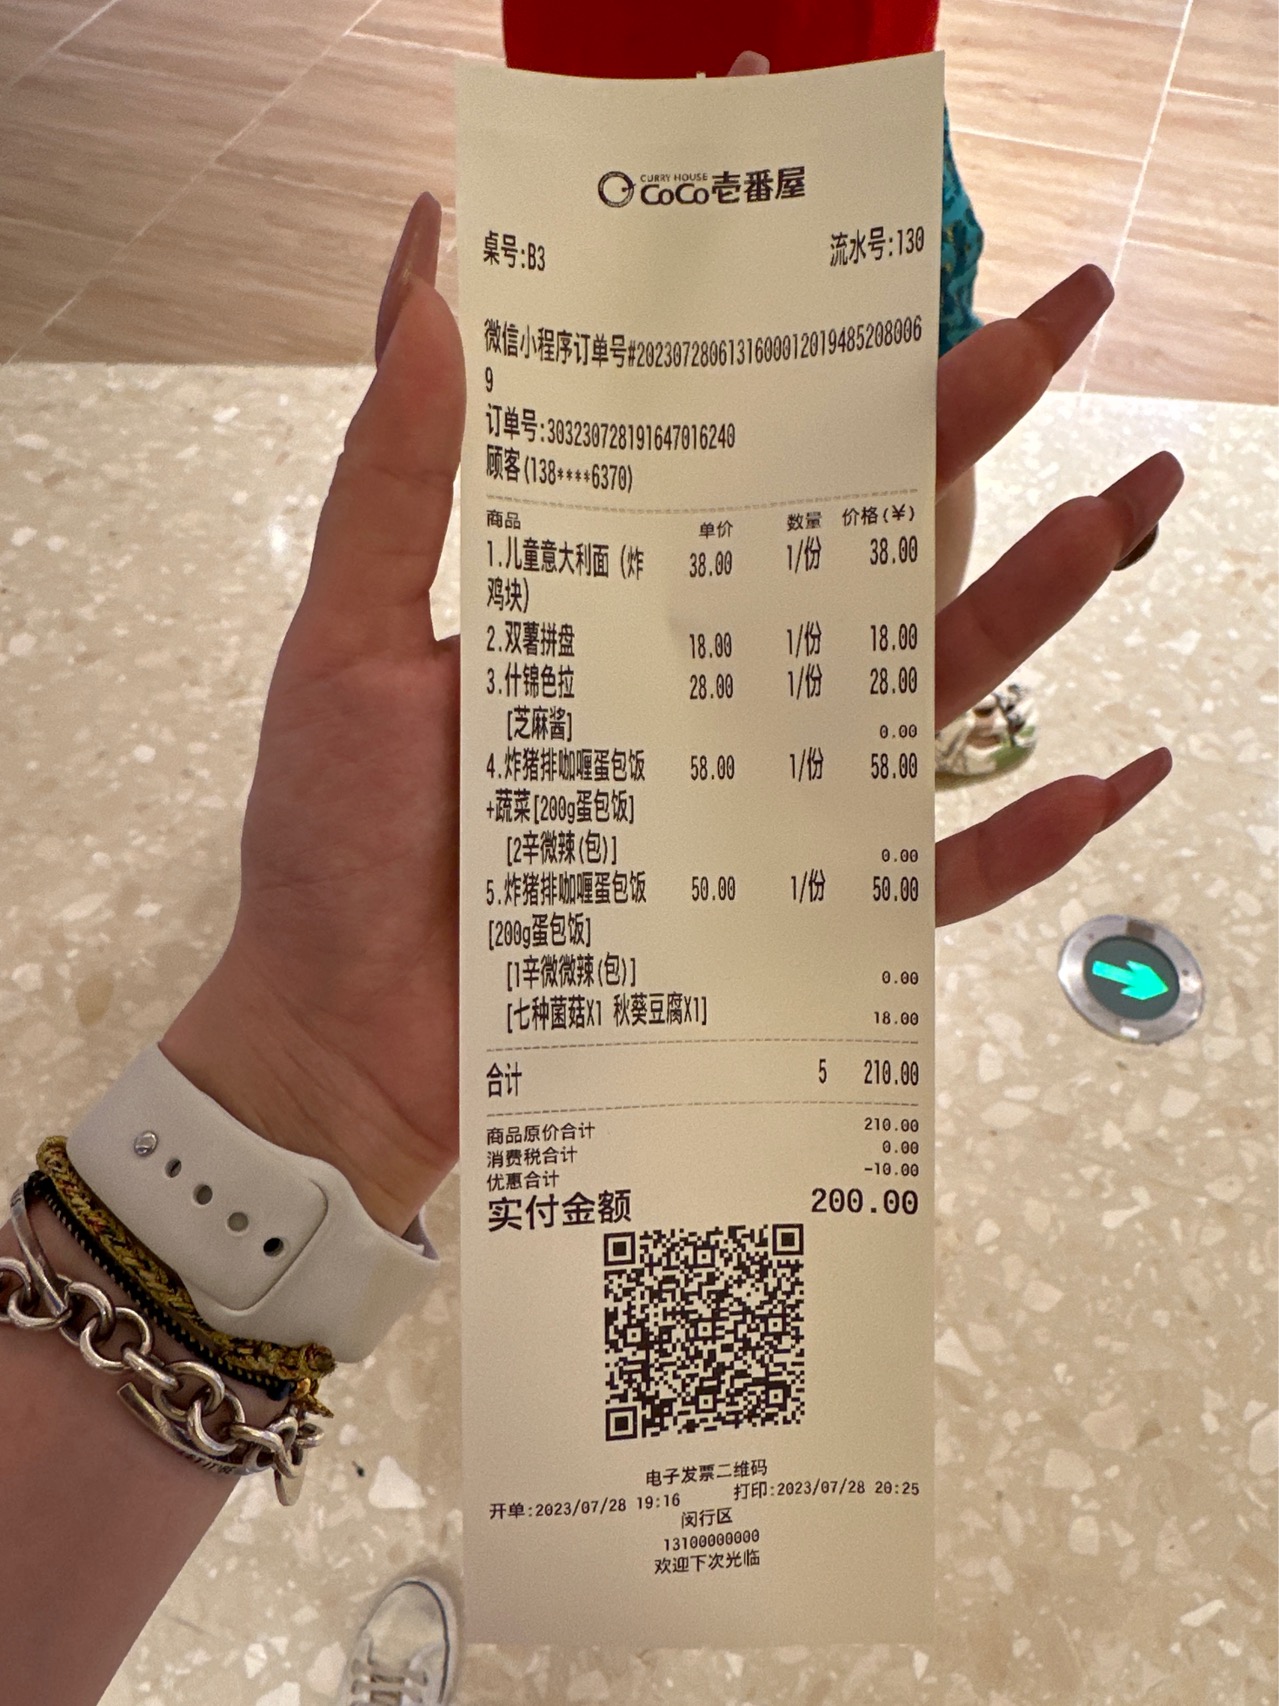 CURRY HOUSE
CoCo壱番屋
桌号:B3 流水号:130
微信小程序订单号#2023072806131600012019485208006
9
订单号:303230728191647016240
顾客(138****6370)
商品 单价 数量 价格(¥)
1.儿童意大利面 (炸 38.00 1/份 38.00
鸡块)
2.双薯拼盘 18.00 1/份 18.00
3.什锦色拉 28.00 1/份 28.00
[芝麻酱] 0.00
4.炸猪排咖喱蛋包饭 58.00 1/份 58.00
+蔬菜[200g蛋包饭]
[2辛微辣(包)] 0.00
5.炸猪排咖喱蛋包饭 50.00 1/份 50.00
[200g蛋包饭]
[1辛微微辣(包)] 0.00
[七种菌菇X1 秋葵豆腐X1] 18.00
合计 5 210.00
商品原价合计 210.00
消费税合计 0.00
优惠合计 -10.00
实付金额 200.00
电子发票二维码
开单:2023/07/28 19:16 打印:2023/07/28 20:25
闵行区
13100000000
欢迎下次光临